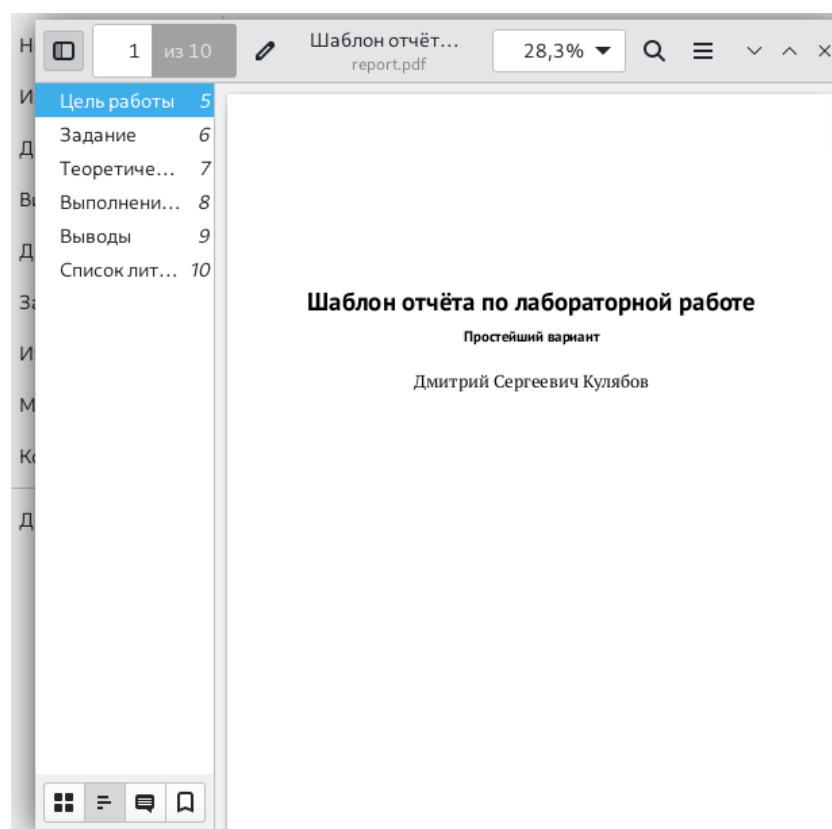 1 из 10
Шаблон отчёт...
report.pdf
28,3%
Цель работы 5
Задание 6
Теоретиче... 7
Выполнени... 8
Выводы 9
Список лит... 10
Шаблон отчёта по лабораторной работе
Простейший вариант
Дмитрий Сергеевич Кулябов